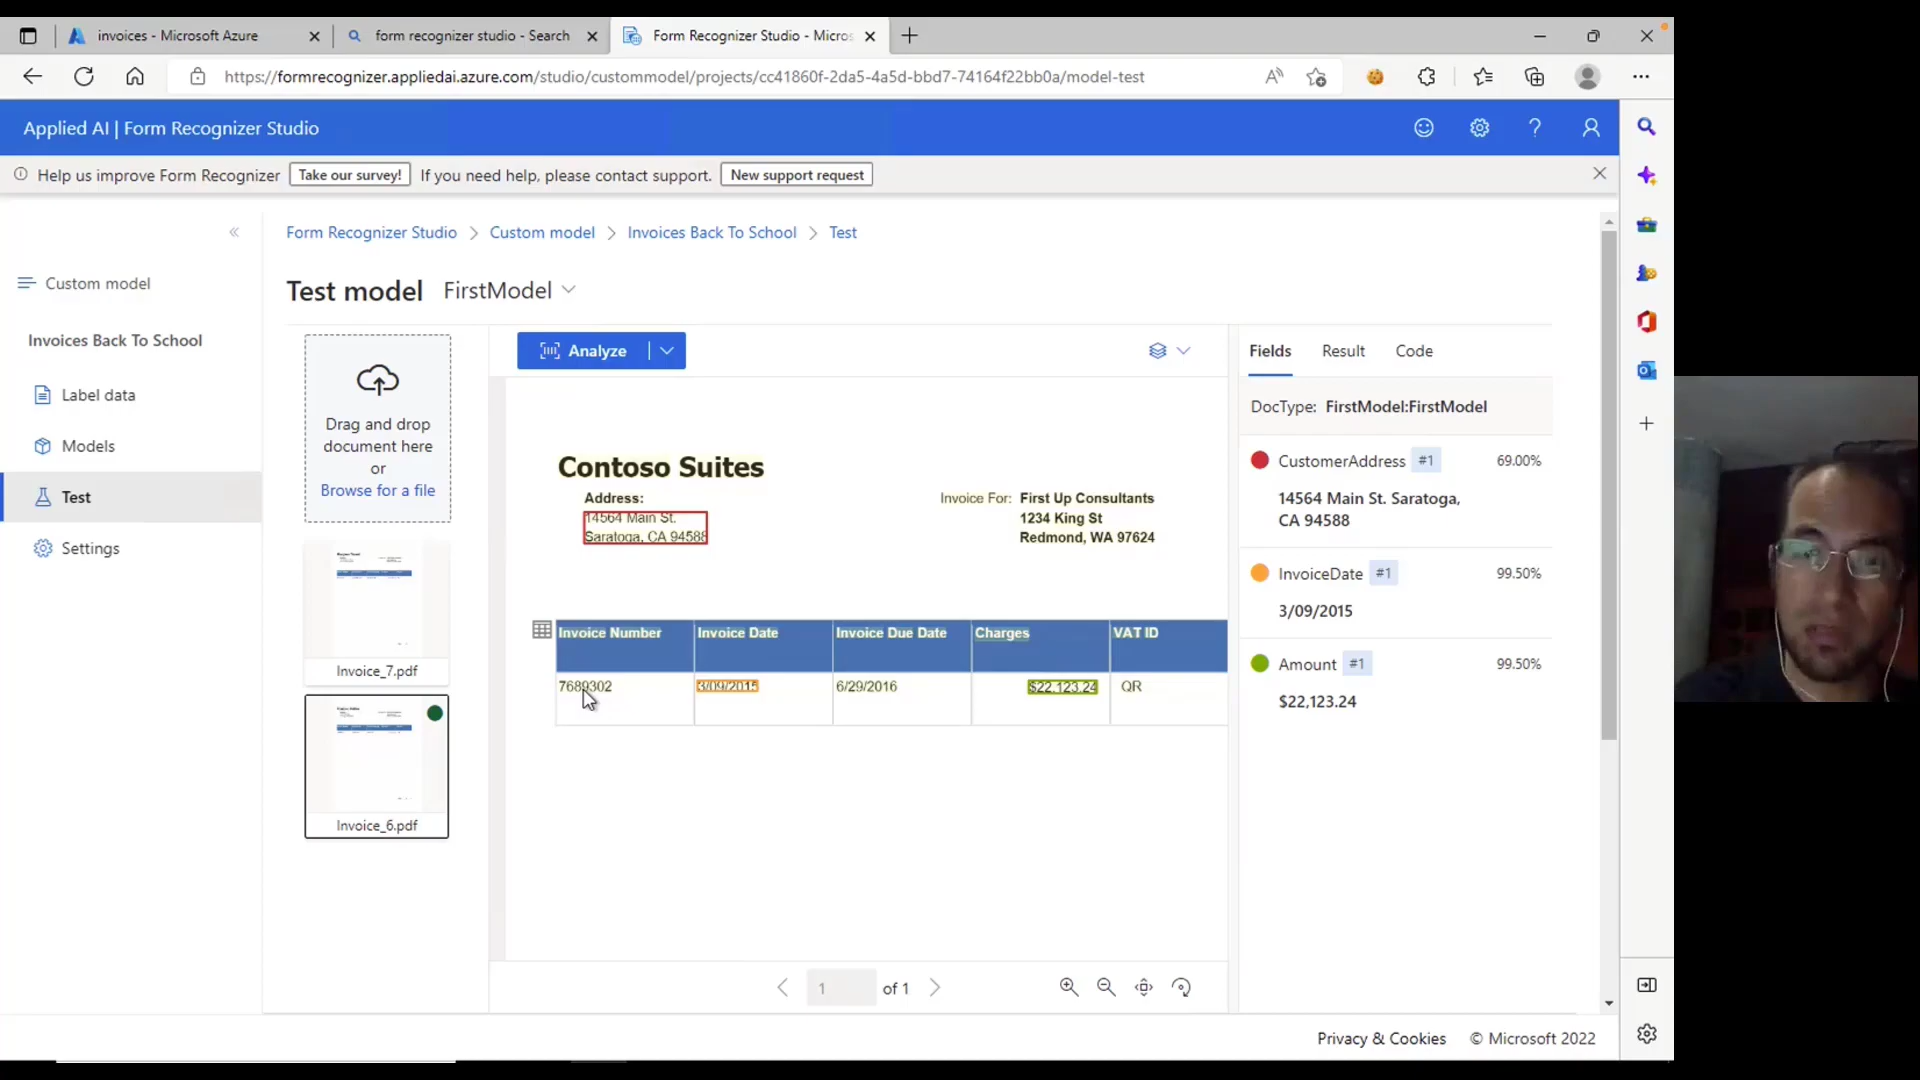 invoices - Microsoft Azure
form recognizer studio - Search
Form Recognizer Studio - Micros
https://formrecognizer.appliedai.azure.com/studio/custommodel/projects/cc41860f-2da5-4a5d-bbd7-74164f22bb0a/model-test
Applied AI | Form Recognizer Studio
Help us improve Form Recognizer Take our survey! If you need help, please contact support. New support request
Form Recognizer Studio > Custom model > Invoices Back To School > Test
Custom model
Test model FirstModel
Invoices Back To School
Label data
Models
Test
Settings
Drag and drop
document here
or
Browse for a file
Invoice_7.pdf
Invoice_6.pdf
Analyze
Contoso Suites
Address:
14564 Main St.
Saratoga, CA 94588
Invoice For: First Up Consultants
1234 King St
Redmond, WA 97624
Invoice Number Invoice Date Invoice Due Date Charges VAT ID
7689302 3/09/2015 6/29/2016 $22,123.24 QR
1 of 1
Fields Result Code
DocType: FirstModel:FirstModel
CustomerAddress #1 69.00%
14564 Main St. Saratoga,
CA 94588
InvoiceDate #1 99.50%
3/09/2015
Amount #1 99.50%
$22,123.24
Privacy & Cookies © Microsoft 2022